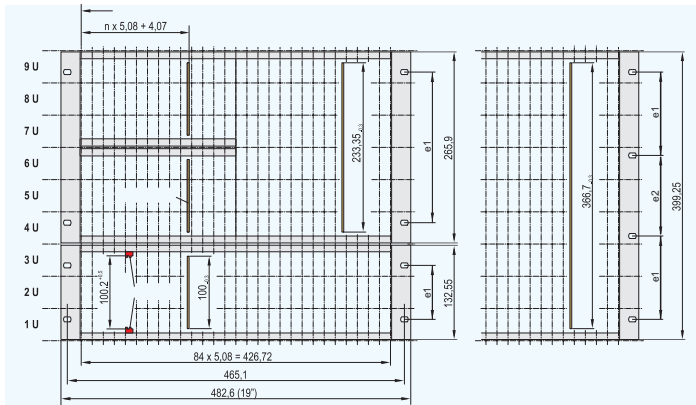 n x 5,08 + 4,07
9 U
8 U
7 U
6 U
5 U
4 U
3 U
2 U
1 U
233,35
e1
265,9
100,2
100
e1
132,55
366,7
e1
e2
e1
399,25
84 x 5,08 = 426,72
465,1
482,6 (19")